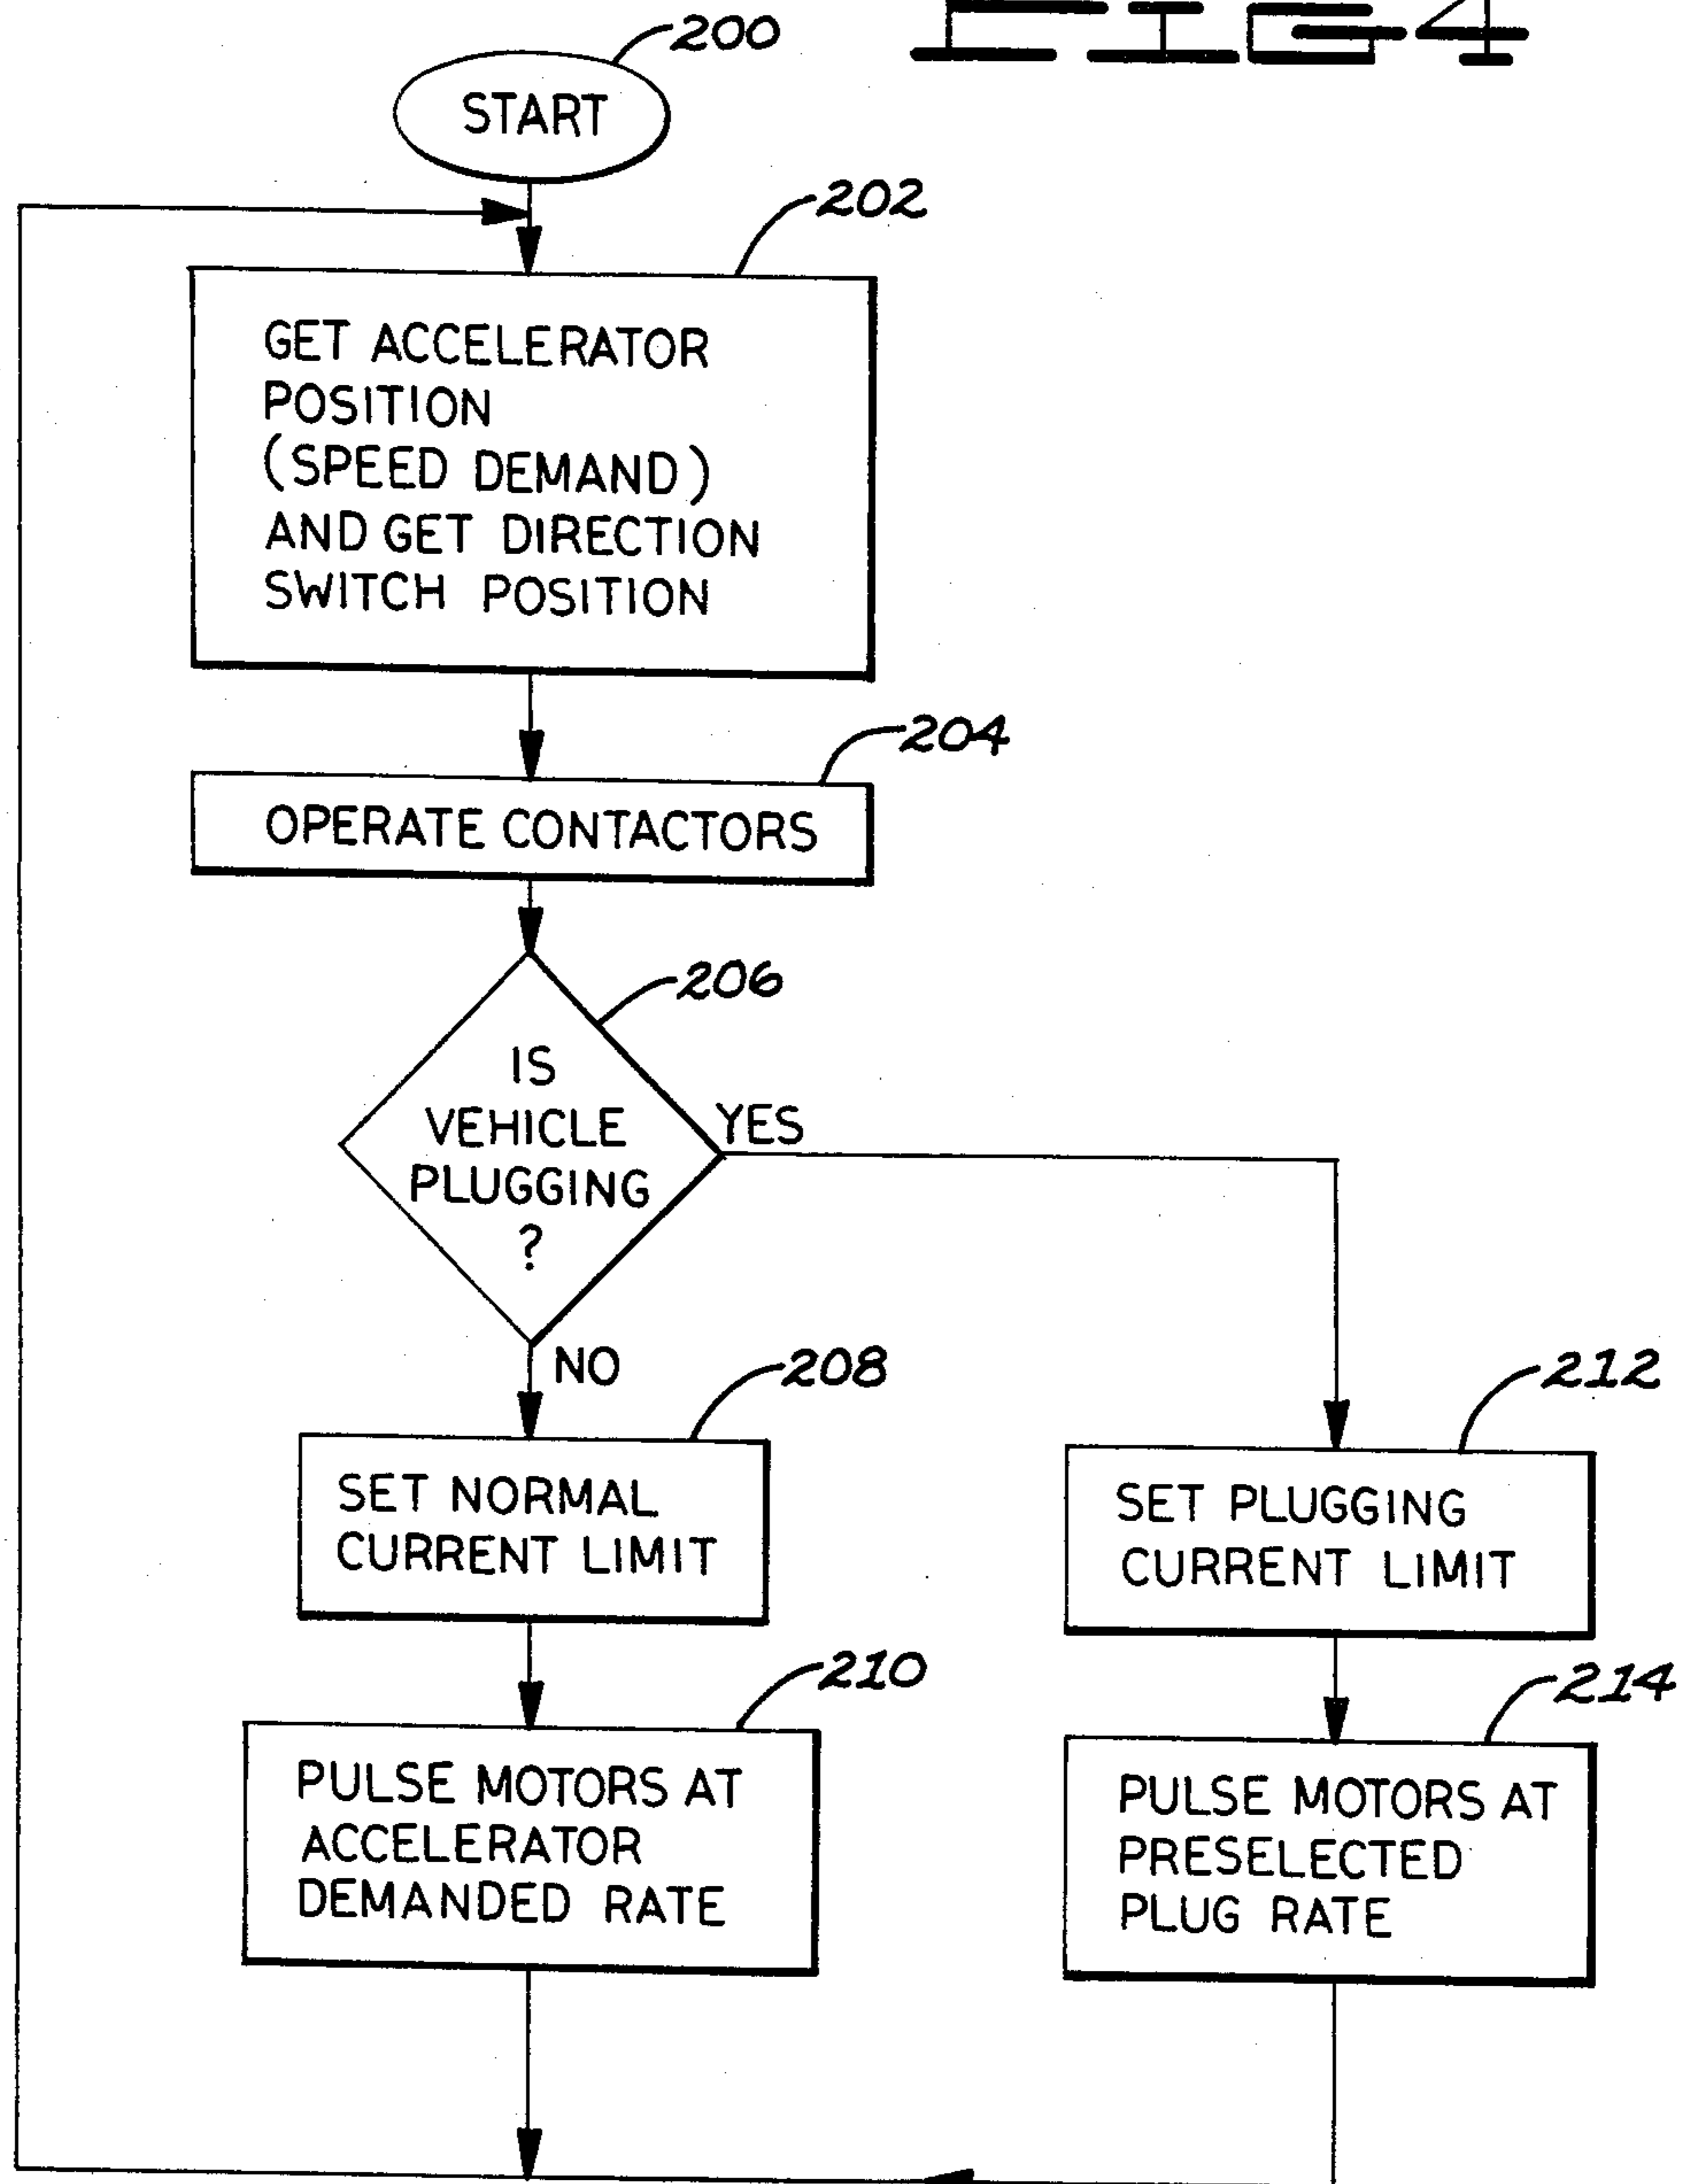 FIG-4
200
START
202
GET ACCELERATOR
POSITION
(SPEED DEMAND)
AND GET DIRECTION
SWITCH POSITION
204
OPERATE CONTACTORS
206
IS
VEHICLE
PLUGGING
?
YES
NO
208
SET NORMAL
CURRENT LIMIT
212
SET PLUGGING
CURRENT LIMIT
210
PULSE MOTORS AT
ACCELERATOR
DEMANDED RATE
214
PULSE MOTORS AT
PRESELECTED
PLUG RATE